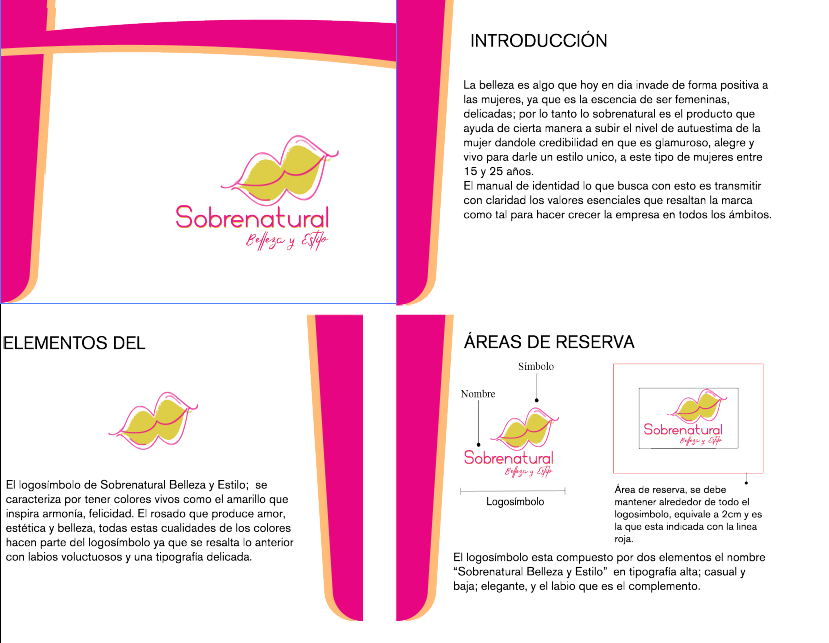 Sobrenatural
Belleza y Estilo
INTRODUCCIÓN
La belleza es algo que hoy en dia invade de forma positiva a
las mujeres, ya que es la escencia de ser femeninas,
delicadas; por lo tanto lo sobrenatural es el producto que
ayuda de cierta manera a subir el nivel de autuestima de la
mujer dandole credibilidad en que es glamuroso, alegre y
vivo para darle un estilo unico, a este tipo de mujeres entre
15 y 25 años.
El manual de identidad lo que busca con esto es transmitir
con claridad los valores esenciales que resaltan la marca
como tal para hacer crecer la empresa en todos los ámbitos.
ELEMENTOS DEL
El logosímbolo de Sobrenatural Belleza y Estilo; se
caracteriza por tener colores vivos como el amarillo que
inspira armonía, felicidad. El rosado que produce amor,
estética y belleza, todas estas cualidades de los colores
hacen parte del logosímbolo ya que se resalta lo anterior
con labios voluctuosos y una tipografia delicada.
ÁREAS DE RESERVA
Símbolo
Nombre
Sobrenatural
Belleza y Estilo
Logosímbolo
Sobrenatural
Belleza y Estilo
Área de reserva, se debe
mantener alrededor de todo el
logosimbolo, equivale a 2cm y es
la que esta indicada con la linea
roja.
El logosímbolo esta compuesto por dos elementos el nombre
“Sobrenatural Belleza y Estilo” en tipografía alta; casual y
baja; elegante, y el labio que es el complemento.